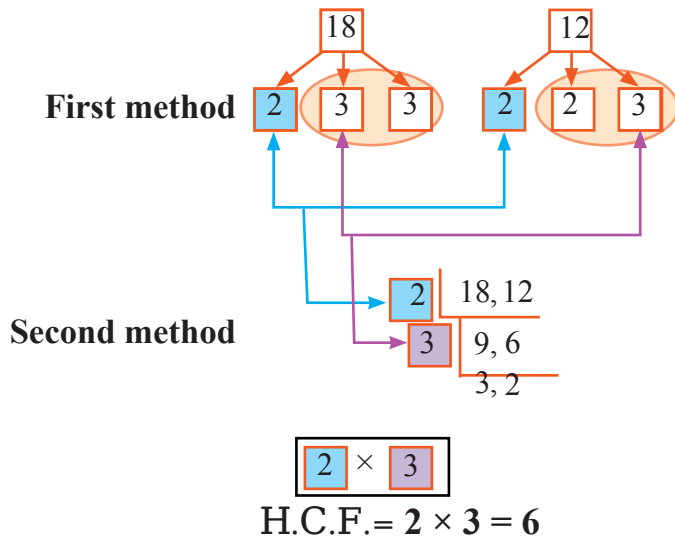 18 12
First method 2 3 3 2 2 3
2 18, 12
Second method 3 9, 6
3, 2
2 × 3
H.C.F.= 2 × 3 = 6